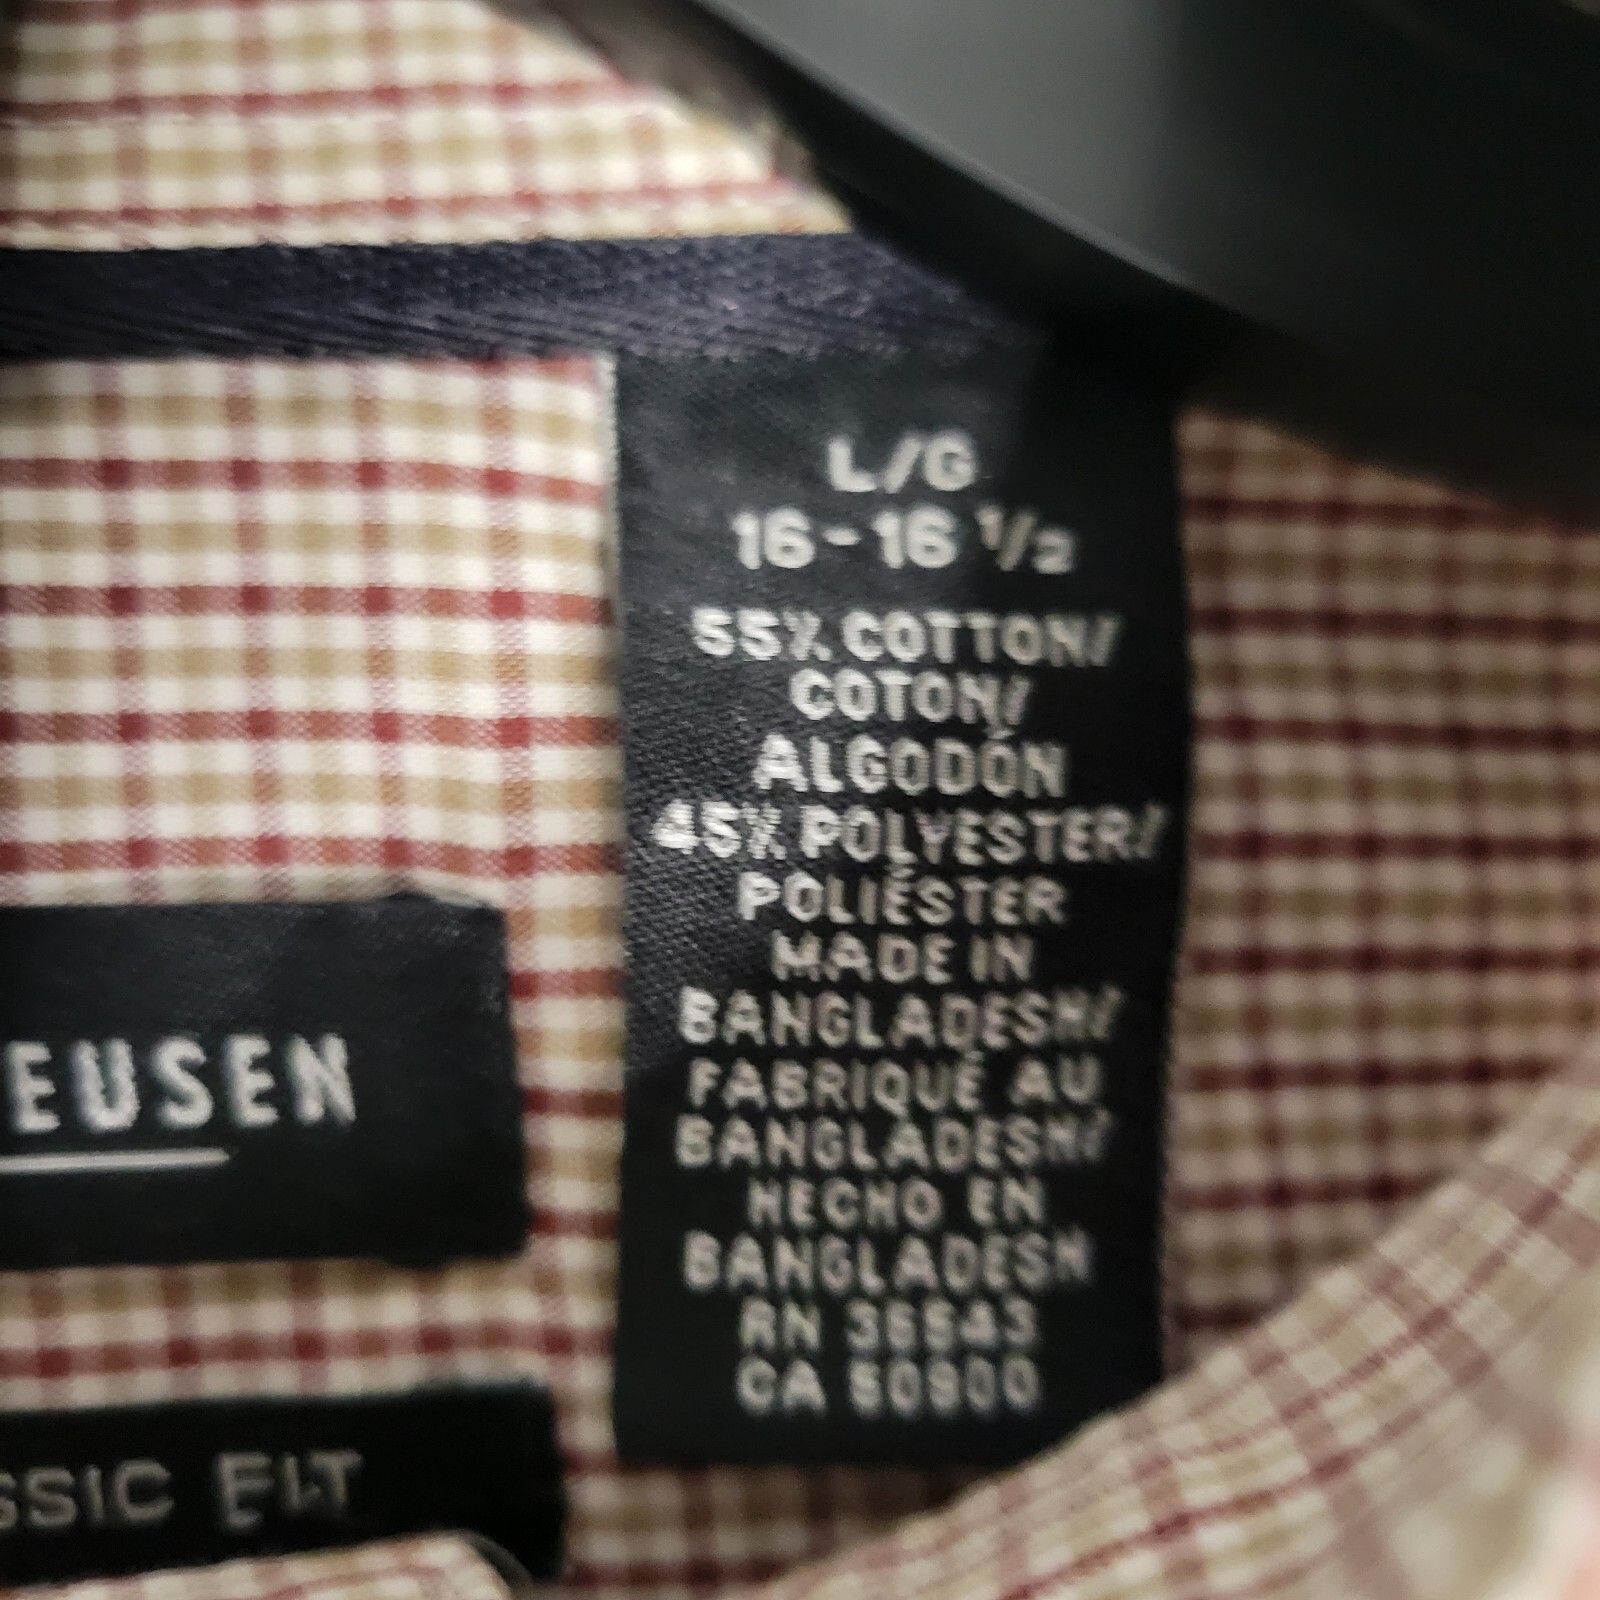 L/G
16 - 16 1/2
55% COTTON/
COTON/
ALGODÓN
45% POLYESTER/
POLIÉSTER
MADE IN
BANGLADESH/
FABRIQUÉ AU
BANGLADESH/
HECHO EN
BANGLADESH
RN 36543
CA 50900
EUSEN
SSIC FIT